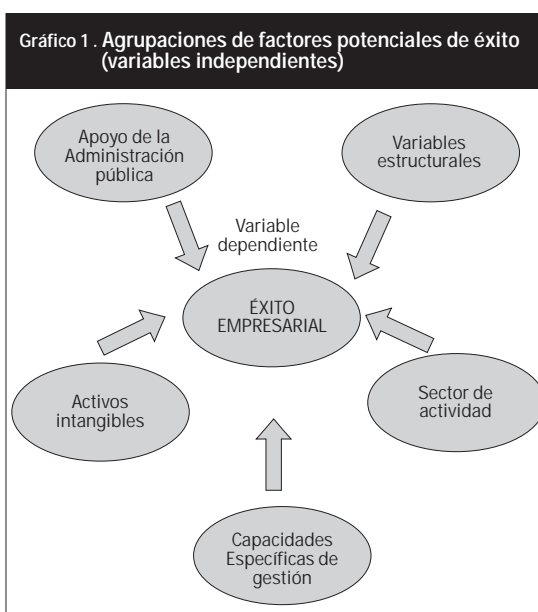 Gráfico 1. Agrupaciones de factores potenciales de éxito
(variables independientes)
Apoyo de la
Administración
pública
Variables
estructurales
Variable
dependiente
ÉXITO
EMPRESARIAL
Activos
intangibles
Sector de
actividad
Capacidades
Específicas de
gestión